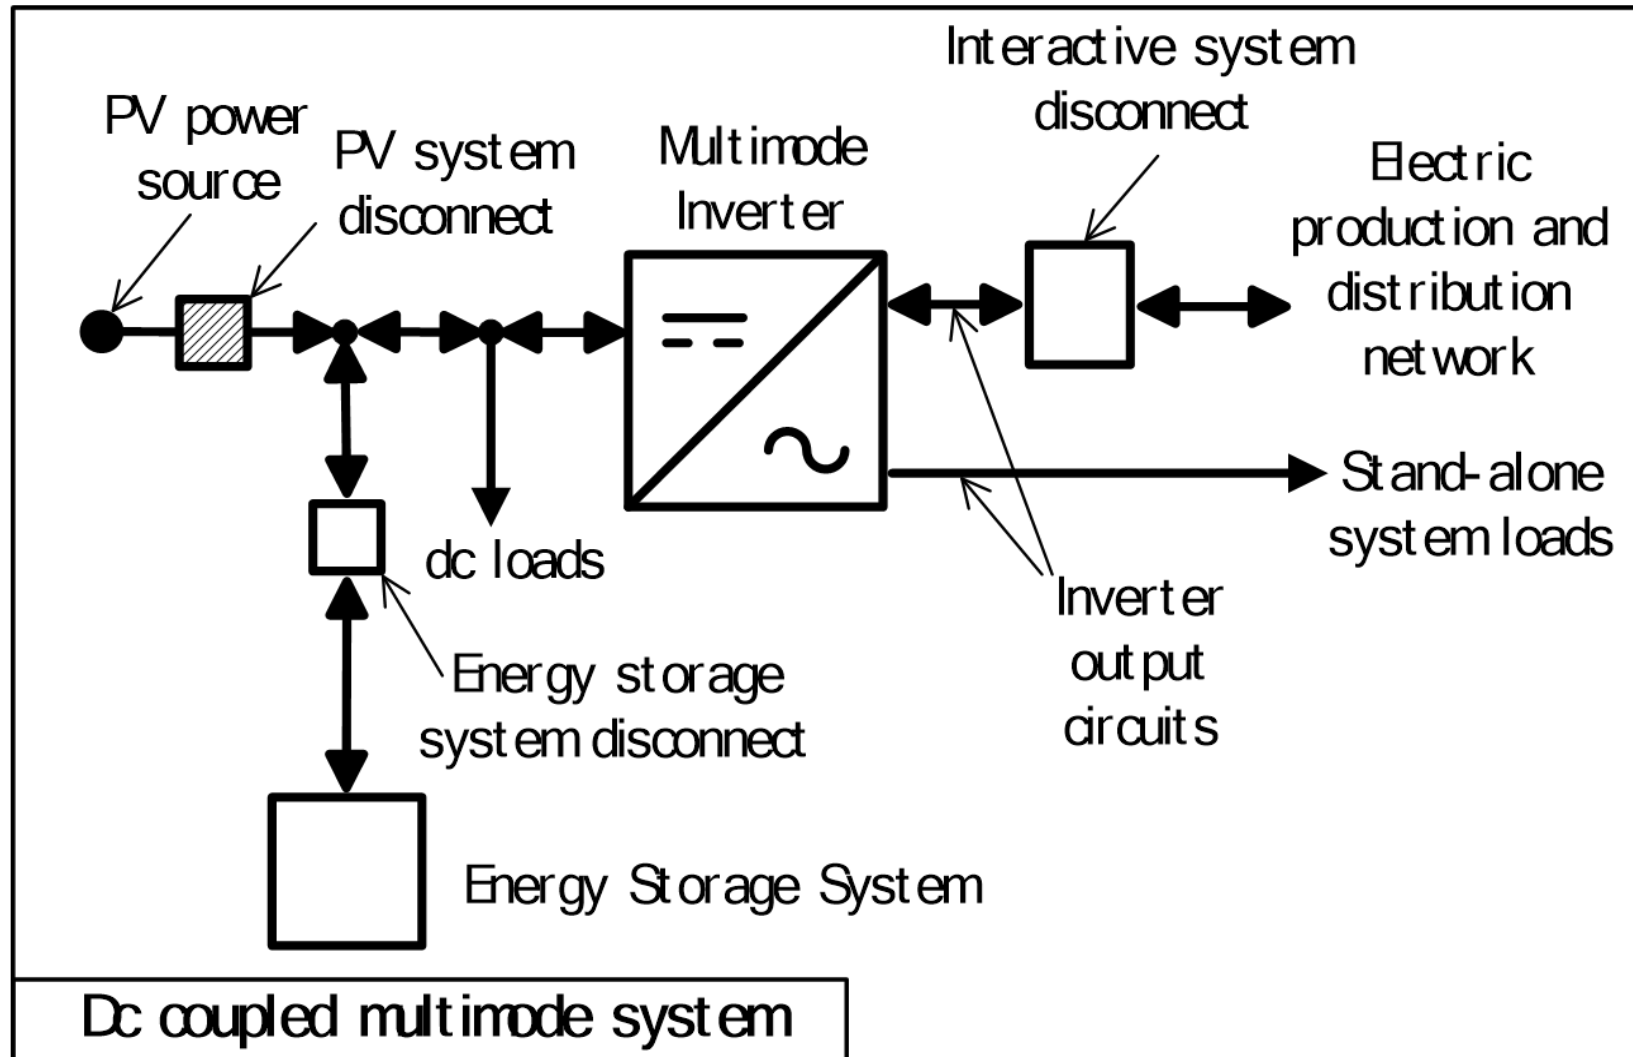 PV power
source
PV system
disconnect
Multimode
Inverter
Interactive system
disconnect
Electric
production and
distribution
network
Stand-alone
system loads
dc loads
Inverter
output
circuits
Energy storage
system disconnect
Energy Storage System
Dc coupled multimode system